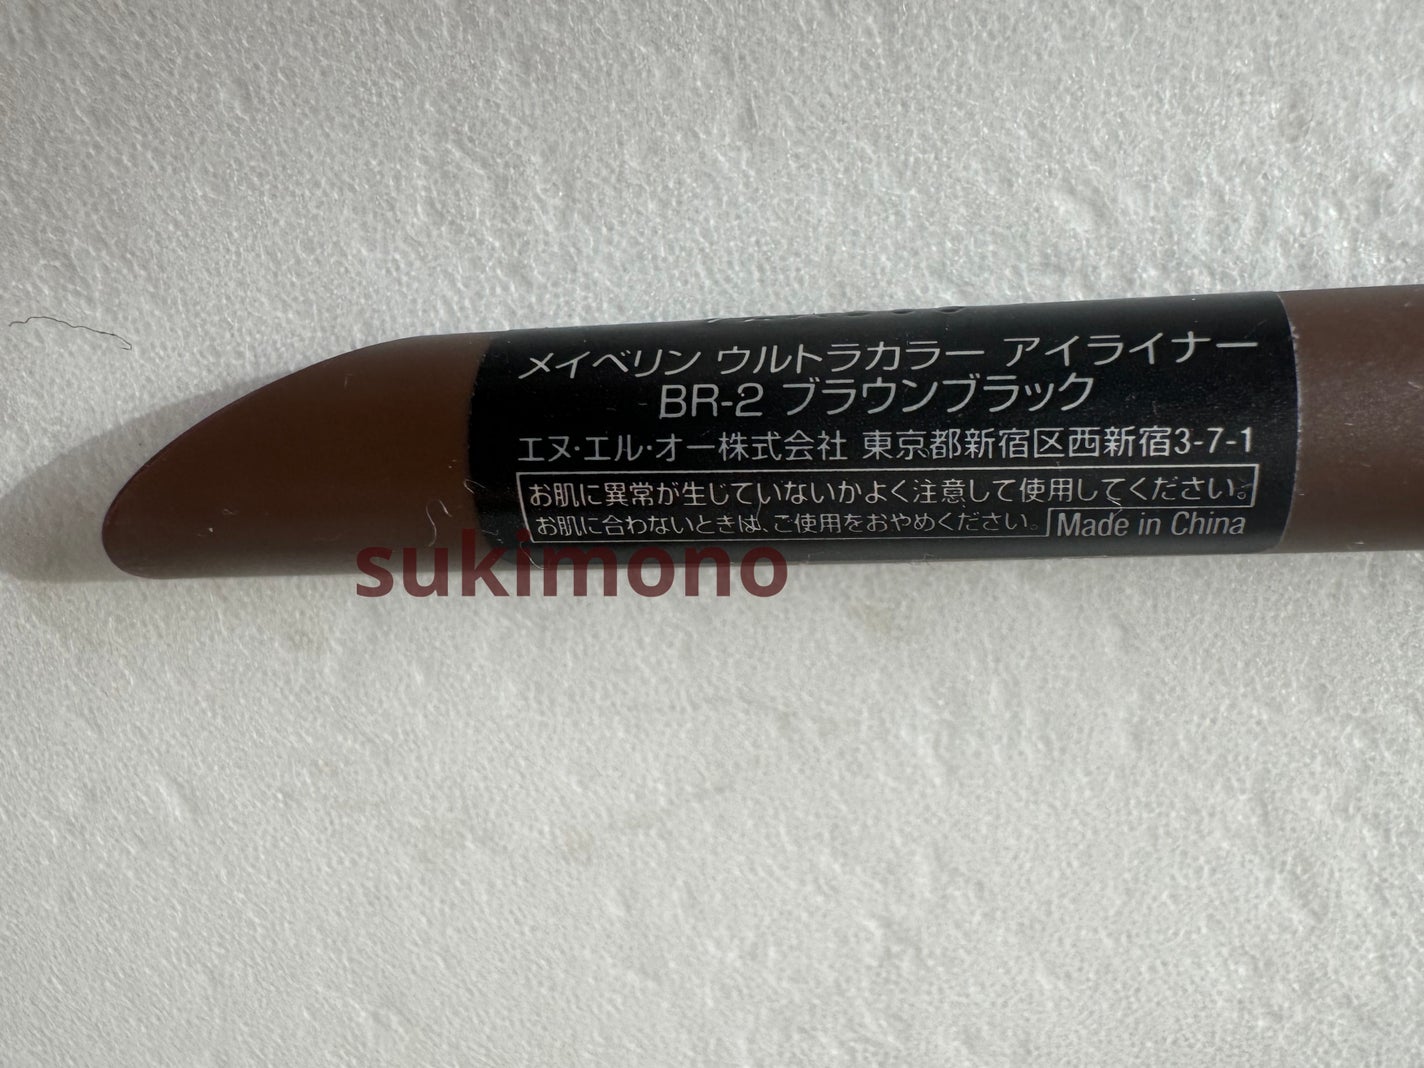 メイベリン ウルトラカラー アイライナー
BR-2 ブラウンブラック
エヌ・エル・オー株式会社 東京都新宿区西新宿3-7-1
お肌に異常が生じていないかよく注意して使用してください。
お肌に合わないときは、ご使用をおやめください。 Made in China
sukimono